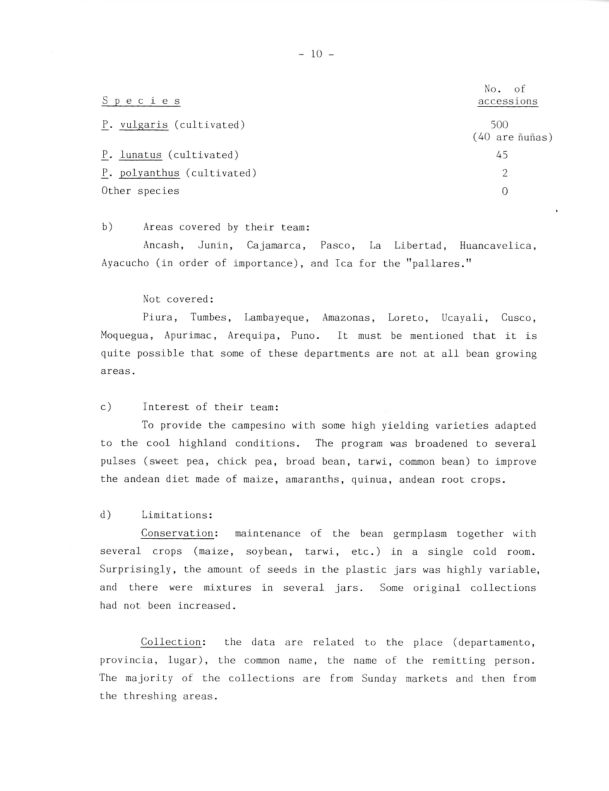 - 10 -
No. of
S p e c i e s accessions
P. vulgaris (cultivated) 500
(40 are ñuñas)
P. lunatus (cultivated) 45
P. polyanthus (cultivated) 2
Other species 0
b) Areas covered by their team:
Ancash, Junin, Cajamarca, Pasco, La Libertad, Huancavelica,
Ayacucho (in order of importance), and Ica for the "pallares."
Not covered:
Piura, Tumbes, Lambayeque, Amazonas, Loreto, Ucayali, Cusco,
Moquegua, Apurimac, Arequipa, Puno. It must be mentioned that it is
quite possible that some of these departments are not at all bean growing
areas.
c) Interest of their team:
To provide the campesino with some high yielding varieties adapted
to the cool highland conditions. The program was broadened to several
pulses (sweet pea, chick pea, broad bean, tarwi, common bean) to improve
the andean diet made of maize, amaranths, quinua, andean root crops.
d) Limitations:
Conservation: maintenance of the bean germplasm together with
several crops (maize, soybean, tarwi, etc.) in a single cold room.
Surprisingly, the amount of seeds in the plastic jars was highly variable,
and there were mixtures in several jars. Some original collections
had not been increased.
Collection: the data are related to the place (departamento,
provincia, lugar), the common name, the name of the remitting person.
The majority of the collections are from Sunday markets and then from
the threshing areas.